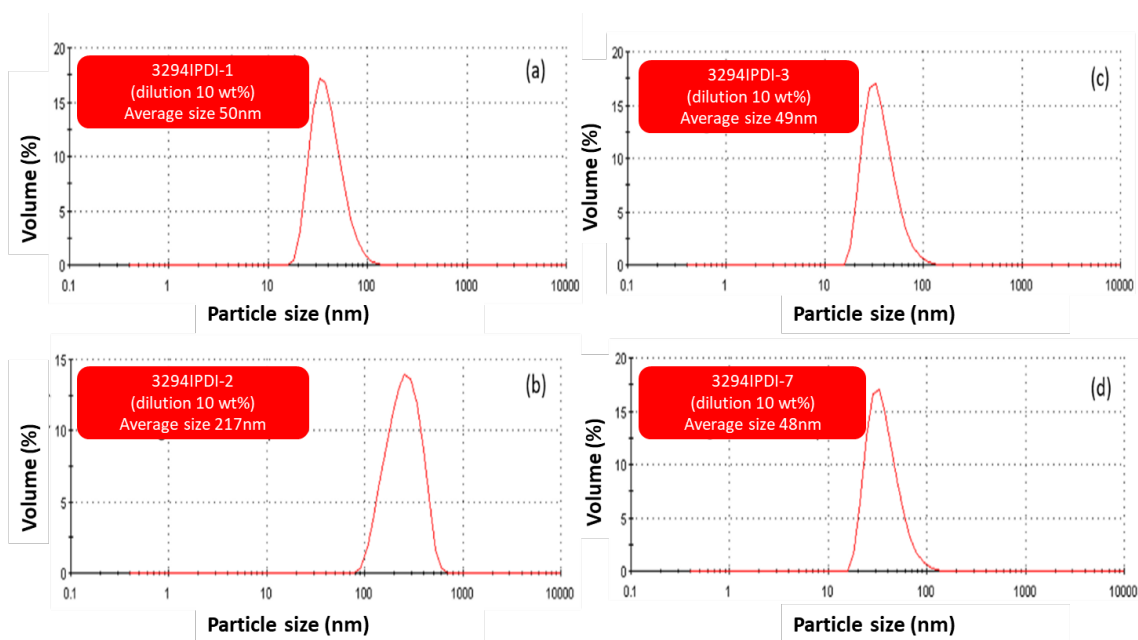 20
15
10
5
0
Volume (%)
3294IPDI-1
(dilution 10 wt%)
Average size 50nm
(a)
0.1
1
10
100
1000
10000
Particle size (nm)
15
10
5
0
Volume (%)
3294IPDI-2
(dilution 10 wt%)
Average size 217nm
(b)
0.1
1
10
100
1000
10000
Particle size (nm)
20
15
10
5
0
Volume (%)
3294IPDI-3
(dilution 10 wt%)
Average size 49nm
(c)
0.1
1
10
100
1000
10000
Particle size (nm)
20
15
10
5
0
Volume (%)
3294IPDI-7
(dilution 10 wt%)
Average size 48nm
(d)
0.1
1
10
100
1000
10000
Particle size (nm)